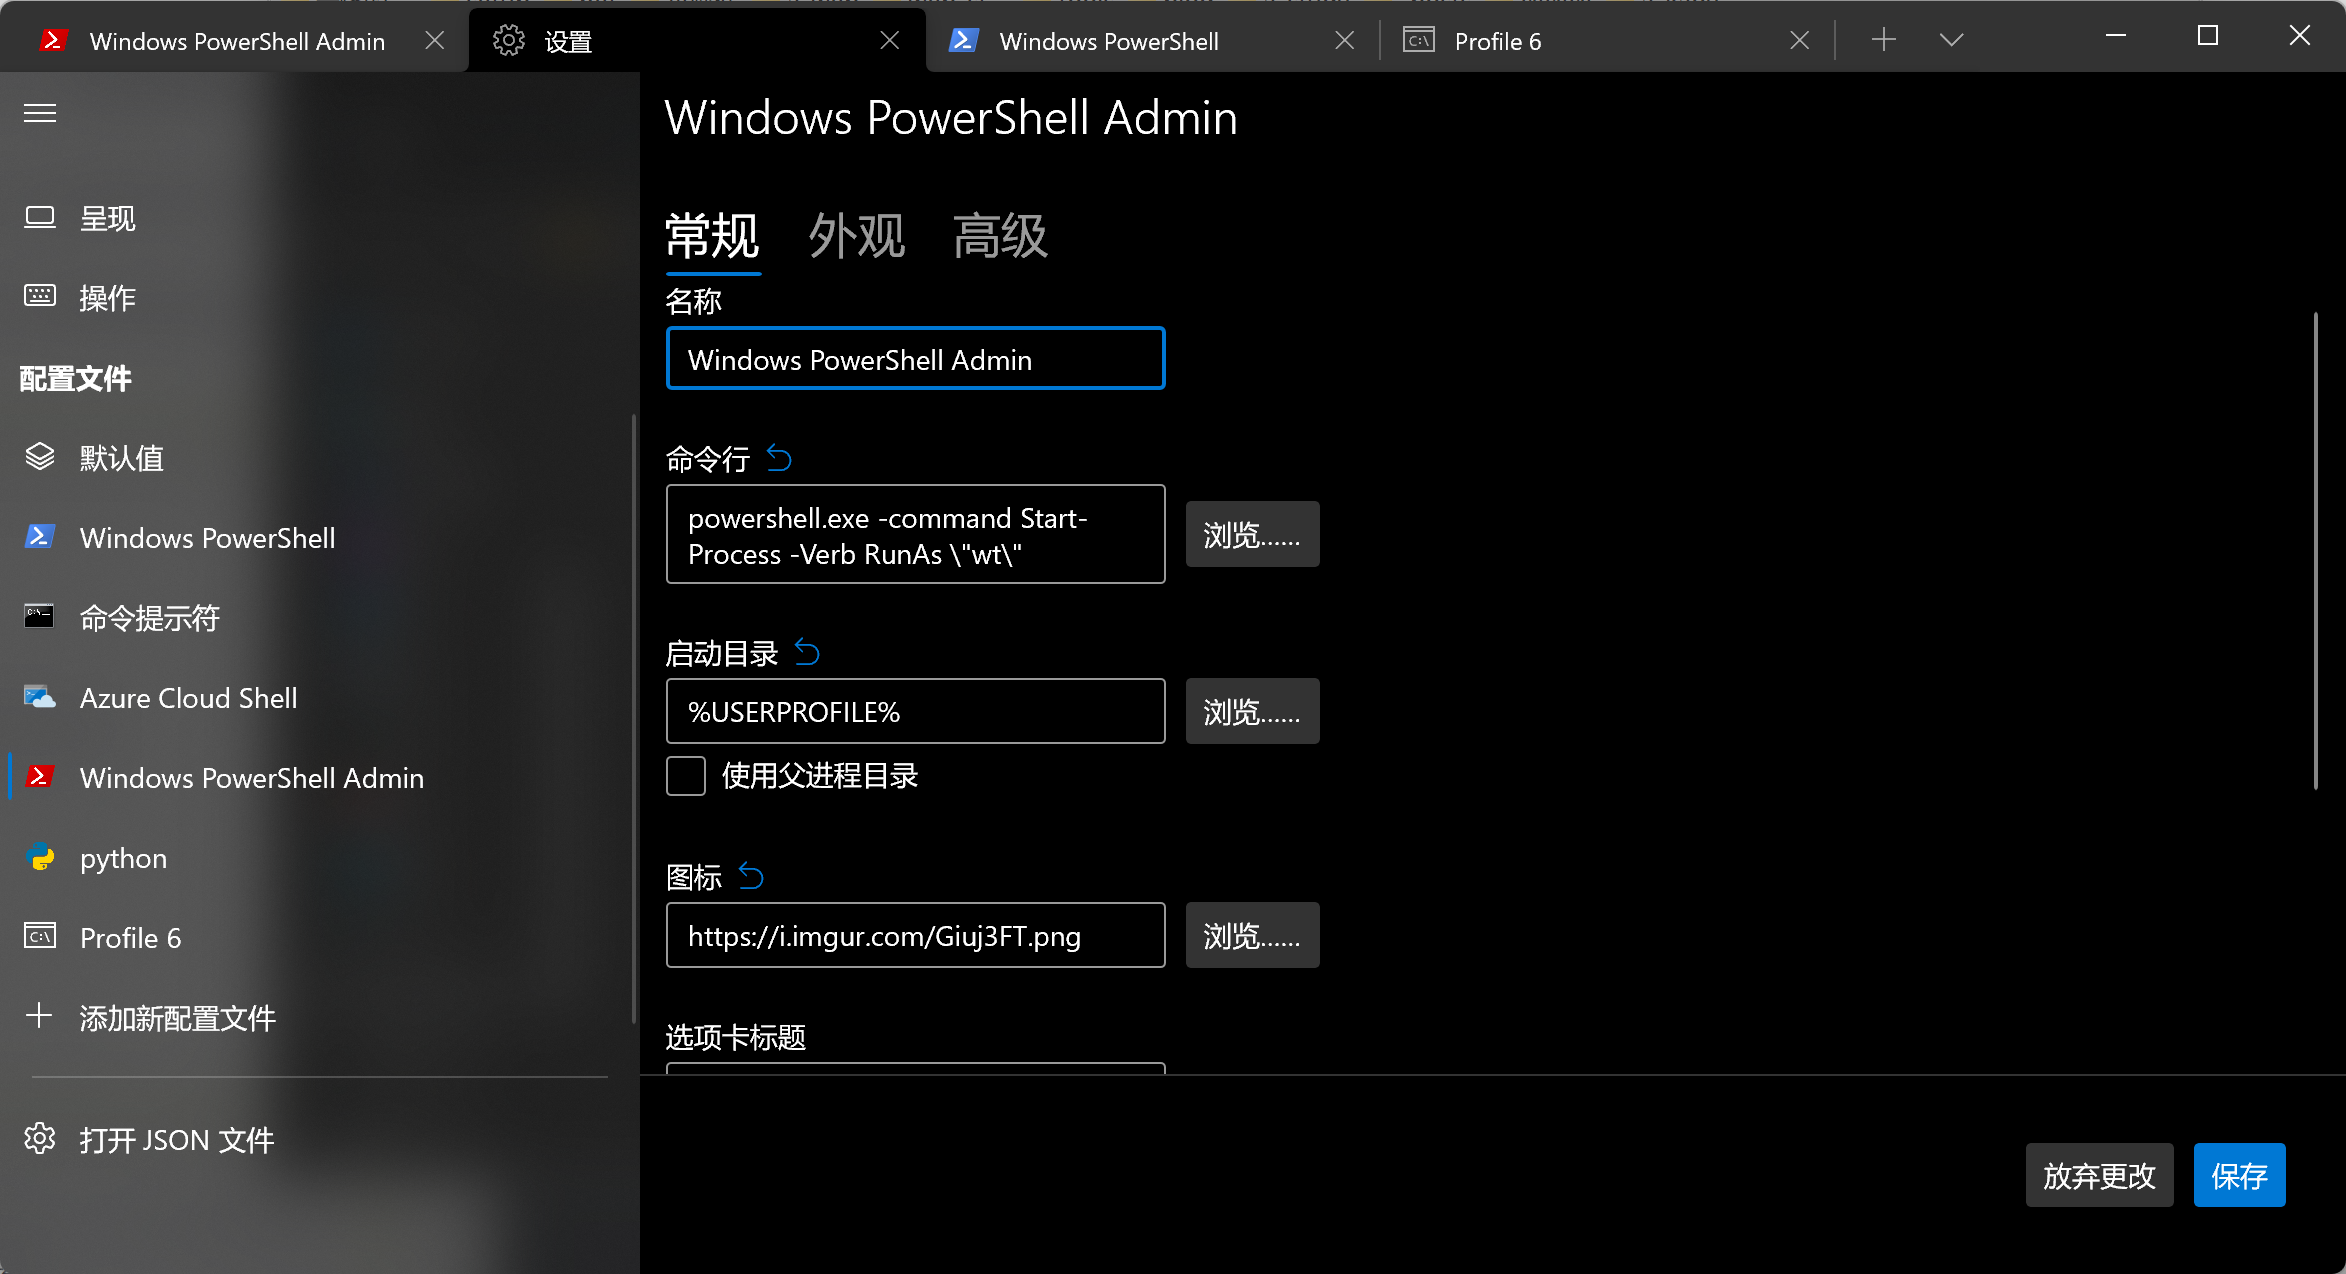 Windows PowerShell Admin
设置
Windows PowerShell
Profile 6
呈现
操作
配置文件
默认值
Windows PowerShell
命令提示符
Azure Cloud Shell
Windows PowerShell Admin
python
Profile 6
添加新配置文件
打开 JSON 文件
Windows PowerShell Admin
常规 外观 高级
名称
Windows PowerShell Admin
命令行
powershell.exe -command Start-
Process -Verb RunAs \"wt\"
浏览......
启动目录
%USERPROFILE%
浏览......
使用父进程目录
图标
https://i.imgur.com/Giuj3FT.png
浏览......
选项卡标题
放弃更改
保存